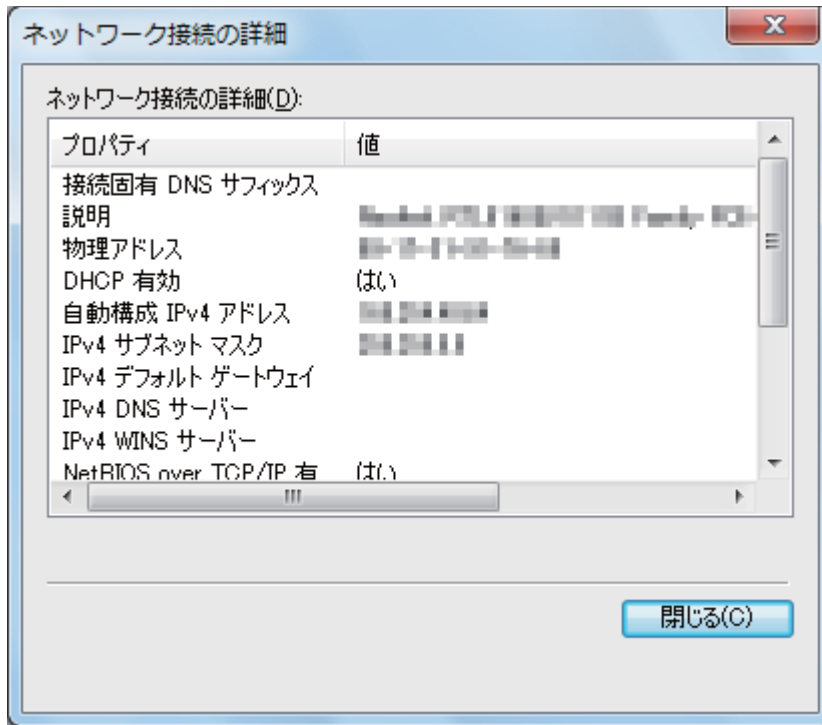 ネットワーク接続の詳細
ネットワーク接続の詳細(D):
プロパティ 値
接続固有 DNS サフィックス
説明
物理アドレス
DHCP 有効 はい
自動構成 IPv4 アドレス
IPv4 サブネット マスク
IPv4 デフォルト ゲートウェイ
IPv4 DNS サーバー
IPv4 WINS サーバー
NetBIOS over TCP/IP 有 はい
閉じる(C)